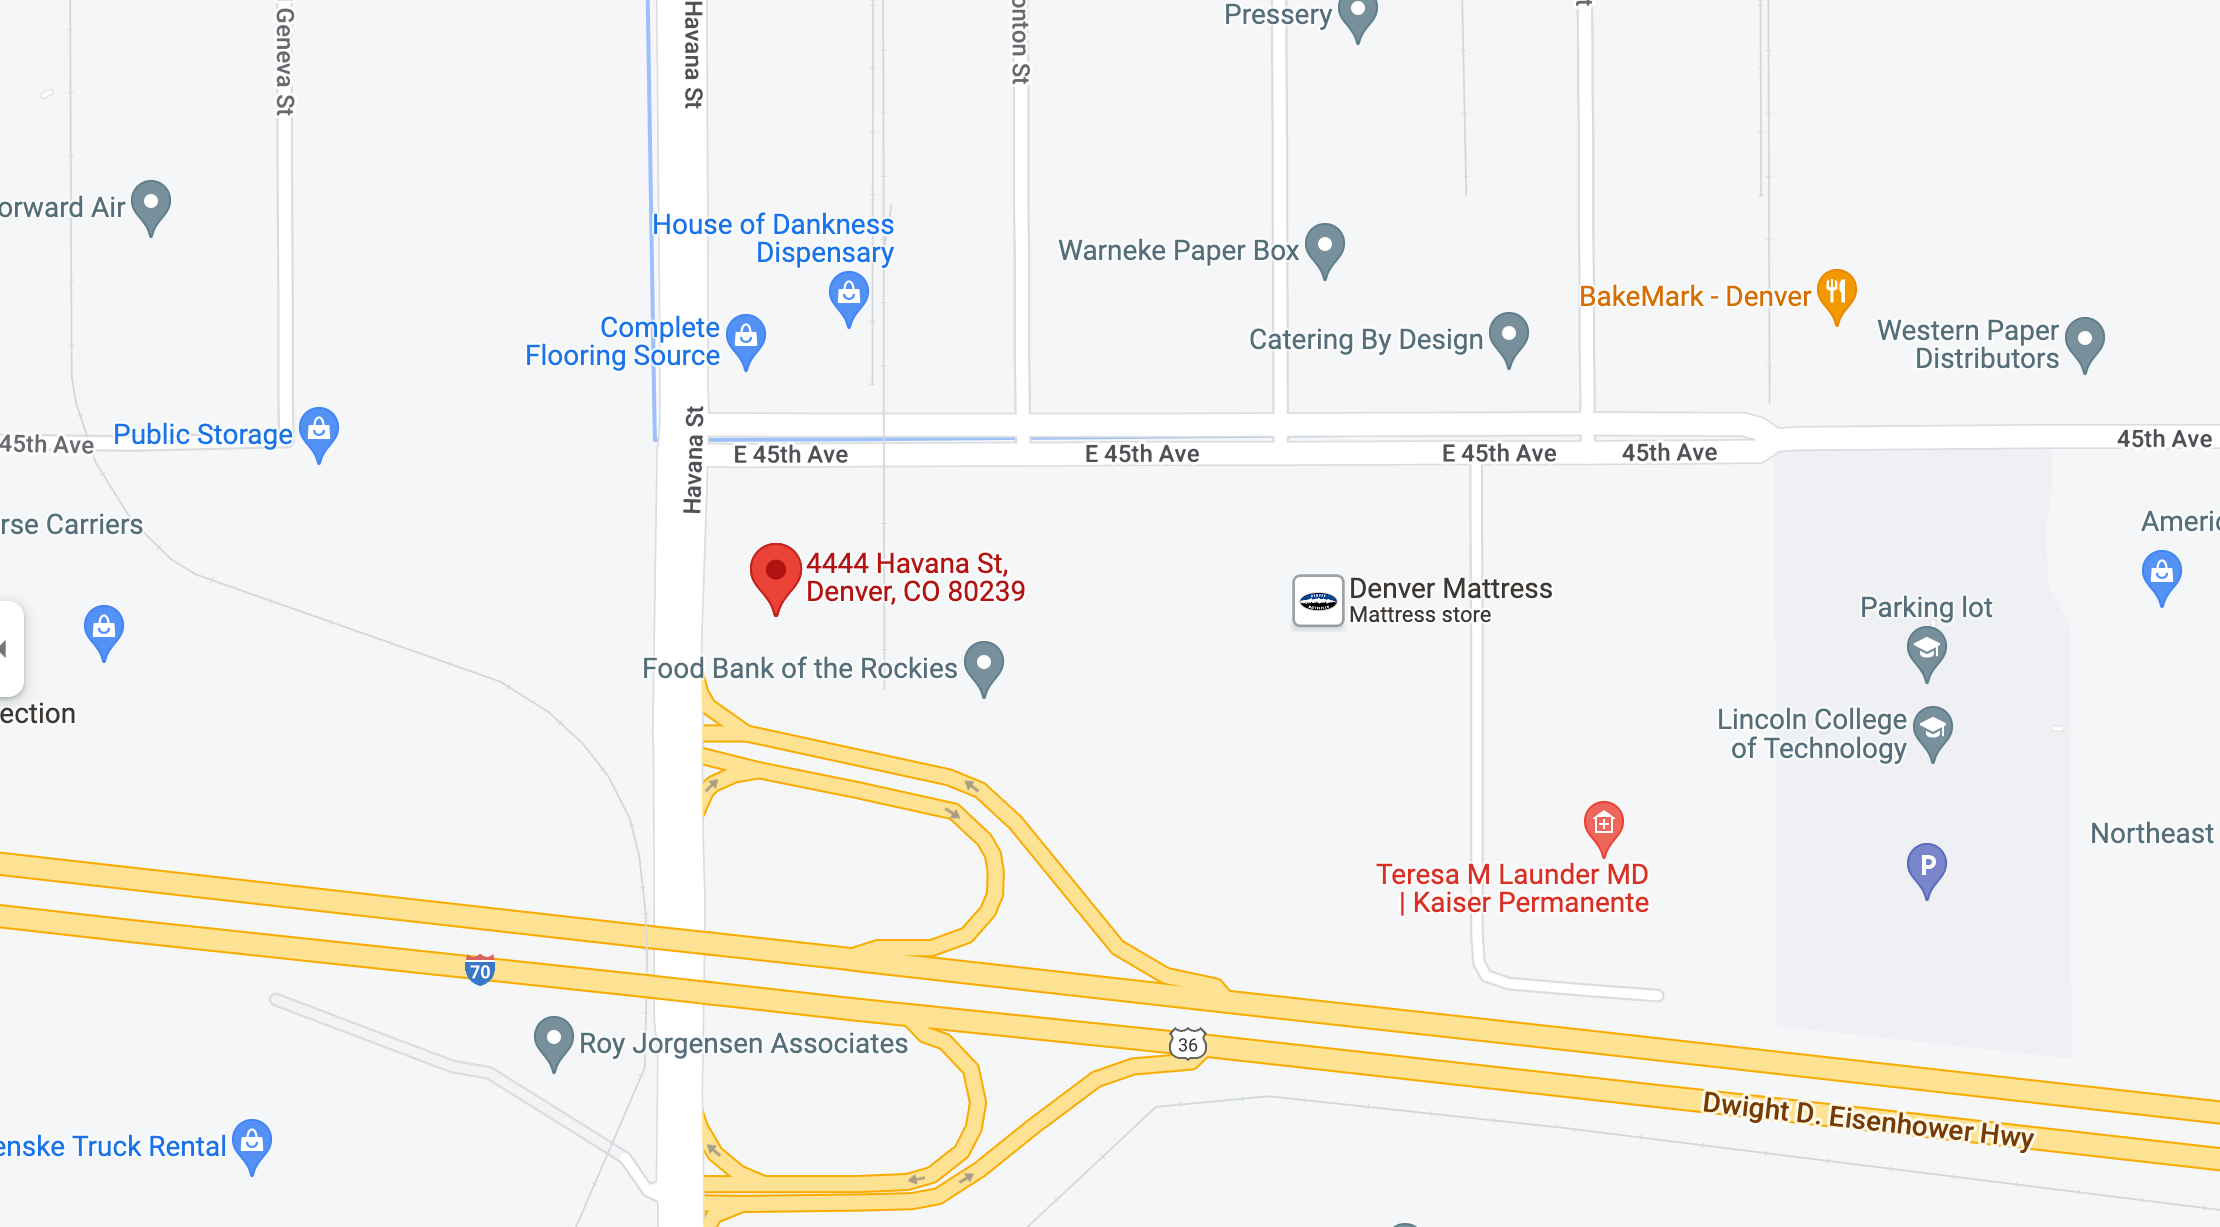 Geneva St
Havana St
onton St
Pressery
orward Air
House of Dankness
Dispensary
Warneke Paper Box
BakeMark - Denver
Complete
Flooring Source
Catering By Design
Western Paper
Distributors
45th Ave
Public Storage
Havana St
E 45th Ave
E 45th Ave
E 45th Ave
45th Ave
45th Ave
rse Carriers
Americ
4444 Havana St,
Denver, CO 80239
Denver Mattress
Mattress store
Parking lot
Food Bank of the Rockies
ection
Lincoln College
of Technology
Northeast
P
Teresa M Launder MD
| Kaiser Permanente
70
Roy Jorgensen Associates
36
Dwight D. Eisenhower Hwy
enske Truck Rental